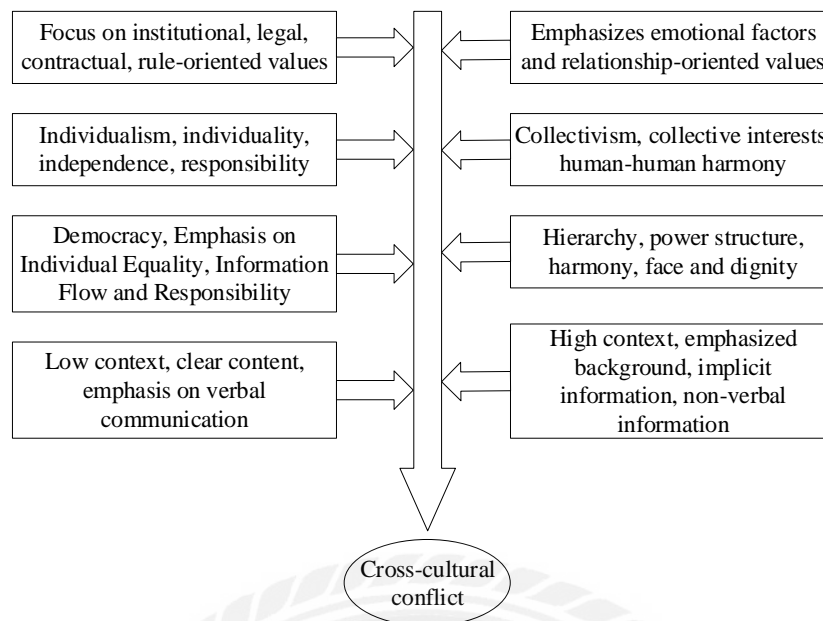 Focus on institutional, legal,
contractual, rule-oriented values
Emphasizes emotional factors
and relationship-oriented values
Individualism, individuality,
independence, responsibility
Collectivism, collective interests
human-human harmony
Democracy, Emphasis on
Individual Equality, Information
Flow and Responsibility
Hierarchy, power structure,
harmony, face and dignity
Low context, clear content,
emphasis on verbal
communication
High context, emphasized
background, implicit
information, non-verbal
information
Cross-cultural
conflict